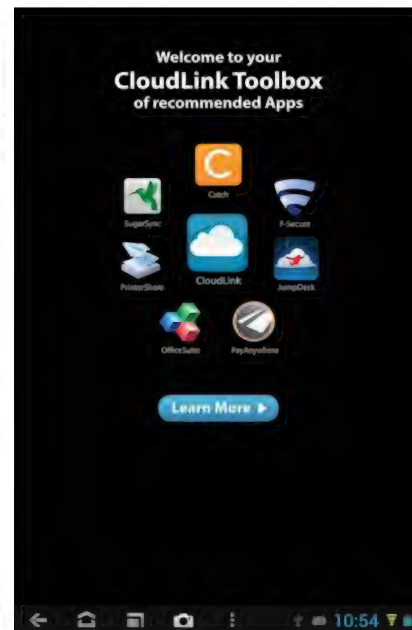 Welcome to your
CloudLink Toolbox
of recommended Apps
C
Catch
SugarSync
F-Secure
PrinterShare
CloudLink
JumpDesk
OfficeSuite
PayAnywhere
Learn More
10:54